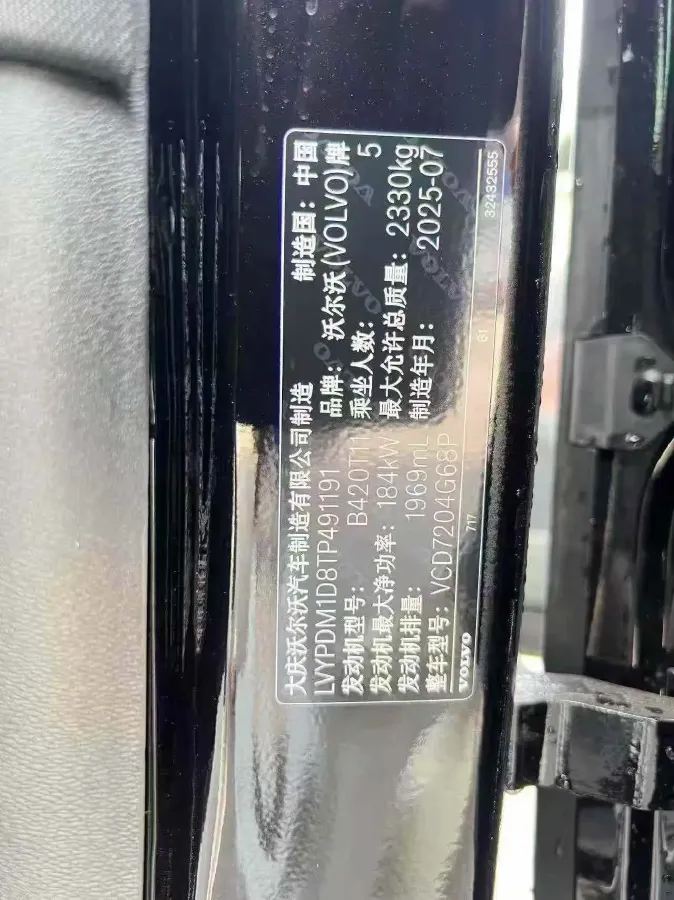 大庆沃尔沃汽车制造有限公司制造 制造国：中国
LVYPDM1D8TP491191 品牌：沃尔沃(VOLVO)牌
发动机型号：B420T11 乘坐人数：5
发动机最大净功率：184kW 最大允许总质量：2330kg
发动机排量：1969mL 制造年月：2025-07
整车型号：VCD7204G68P
VOLVO 717 61 32432555